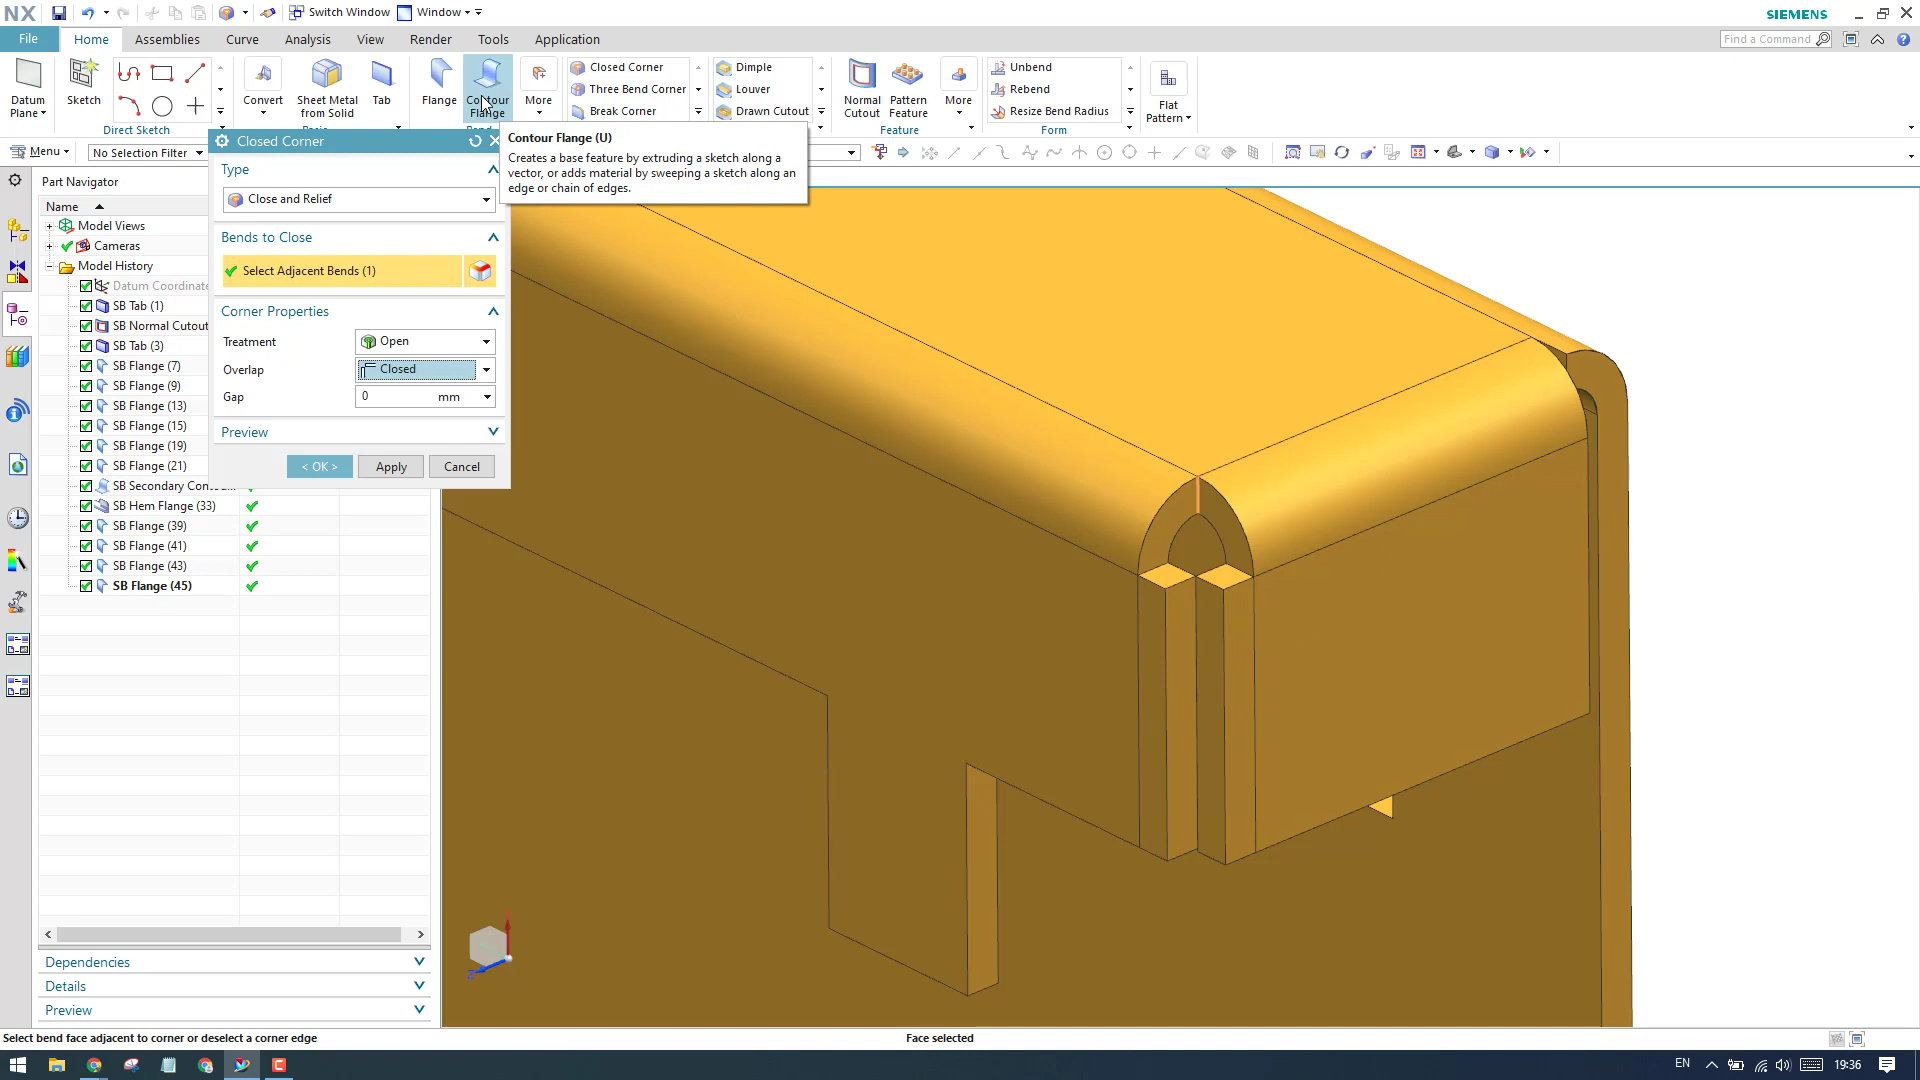 NX
Switch Window
Window
SIEMENS
File
Home
Assemblies
Curve
Analysis
View
Render
Tools
Application
Find a Command
Datum
Plane
Sketch
Direct Sketch
Convert
Sheet Metal
from Solid
Tab
Flange
Contour
Flange
More
Closed Corner
Three Bend Corner
Break Corner
Dimple
Louver
Drawn Cutout
Normal
Cutout
Pattern
Feature
More
Feature
Unbend
Rebend
Resize Bend Radius
Form
Flat
Pattern
Menu
No Selection Filter
Closed Corner
Contour Flange (U)
Creates a base feature by extruding a sketch along a
vector, or adds material by sweeping a sketch along an
edge or chain of edges.
Type
Close and Relief
Bends to Close
Select Adjacent Bends (1)
Corner Properties
Treatment
Open
Overlap
Closed
Gap
0
mm
Preview
< OK >
Apply
Cancel
Part Navigator
Name
Model Views
Cameras
Model History
Datum Coordinate
SB Tab (1)
SB Normal Cutout
SB Tab (3)
SB Flange (7)
SB Flange (9)
SB Flange (13)
SB Flange (15)
SB Flange (19)
SB Flange (21)
SB Secondary
SB Hem Flange (33)
SB Flange (39)
SB Flange (41)
SB Flange (43)
SB Flange (45)
Dependencies
Details
Preview
Z
Select bend face adjacent to corner or deselect a corner edge
Face selected
EN
19:36